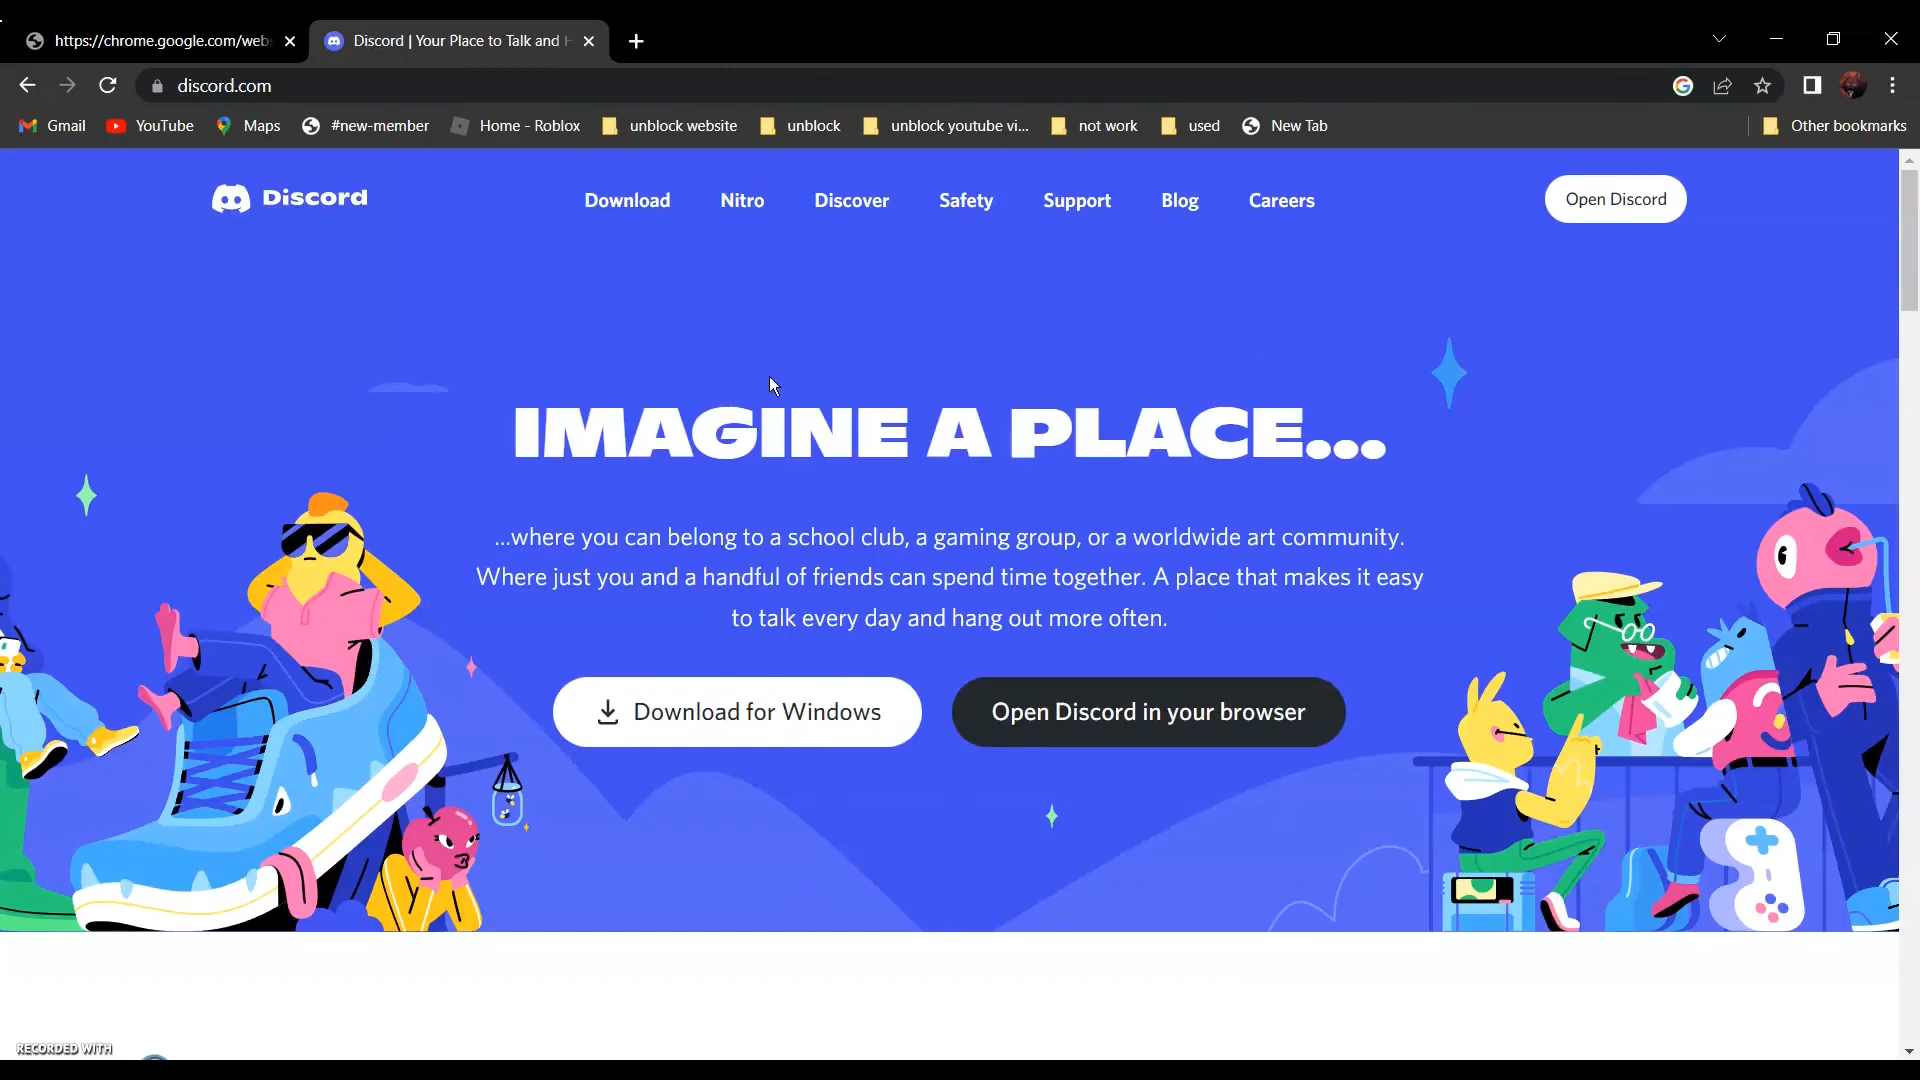 https://chrome.google.com/web
Discord | Your Place to Talk and H
discord.com
Gmail YouTube Maps #new-member Home - Roblox unblock website unblock unblock youtube vi... not work used New Tab Other bookmarks
Discord Download Nitro Discover Safety Support Blog Careers Open Discord
IMAGINE A PLACE...
...where you can belong to a school club, a gaming group, or a worldwide art community.
Where just you and a handful of friends can spend time together. A place that makes it easy
to talk every day and hang out more often.
Download for Windows Open Discord in your browser
RECORDED WITH